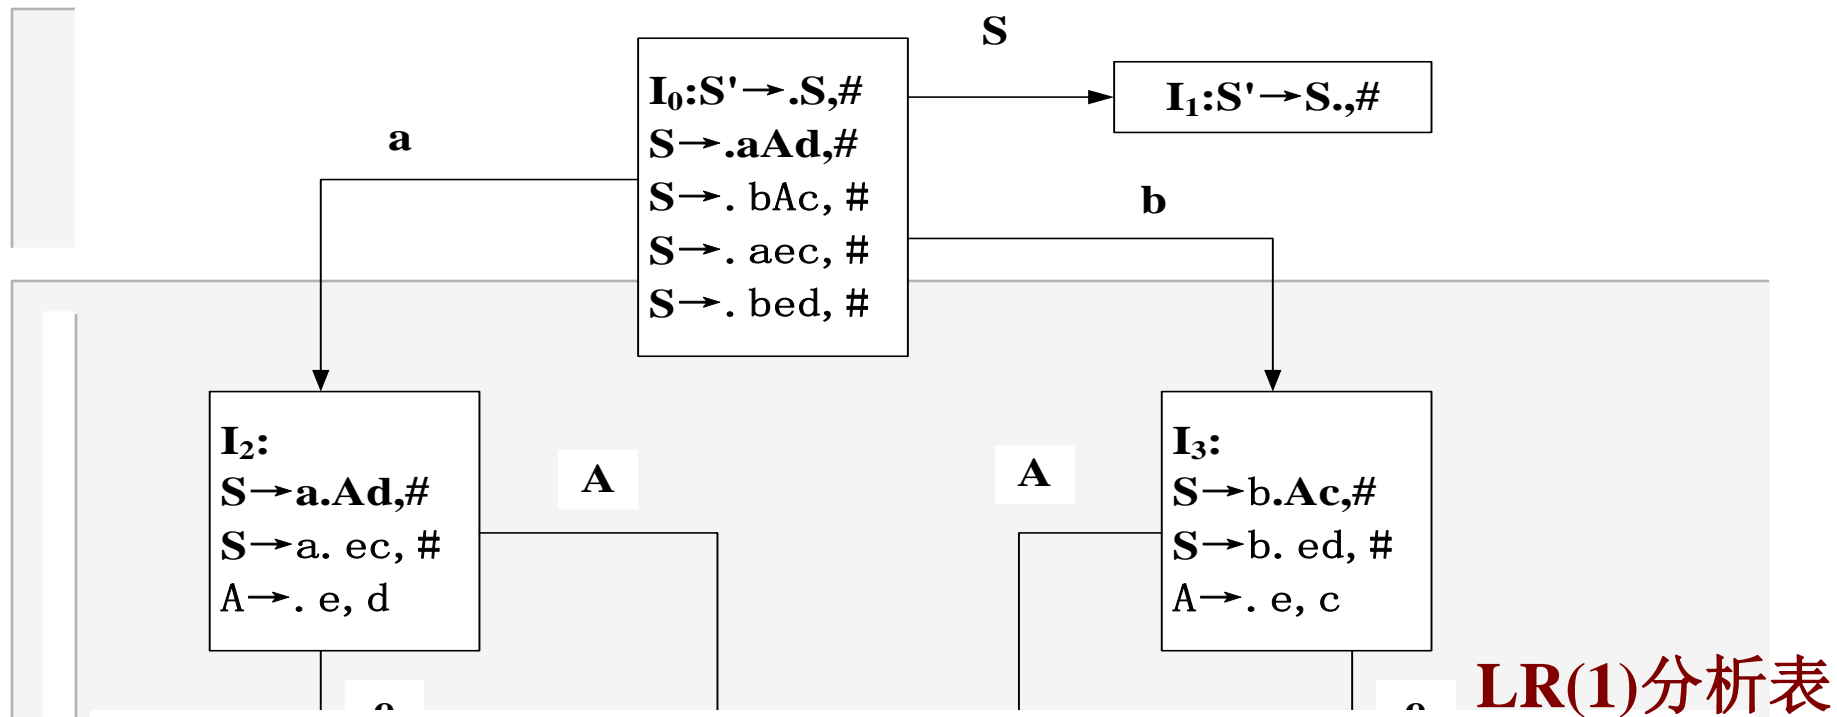 S
I₀:S'→.S,#
S→.aAd,#
S→.bAc,#
S→.aec,#
S→.bed,#
I₁:S'→S.,#
a
b
I₂:
S→a.Ad,#
S→a.ec,#
A→.e,d
A
A
I₃:
S→b.Ac,#
S→b.ed,#
A→.e,c
LR(1)分析表